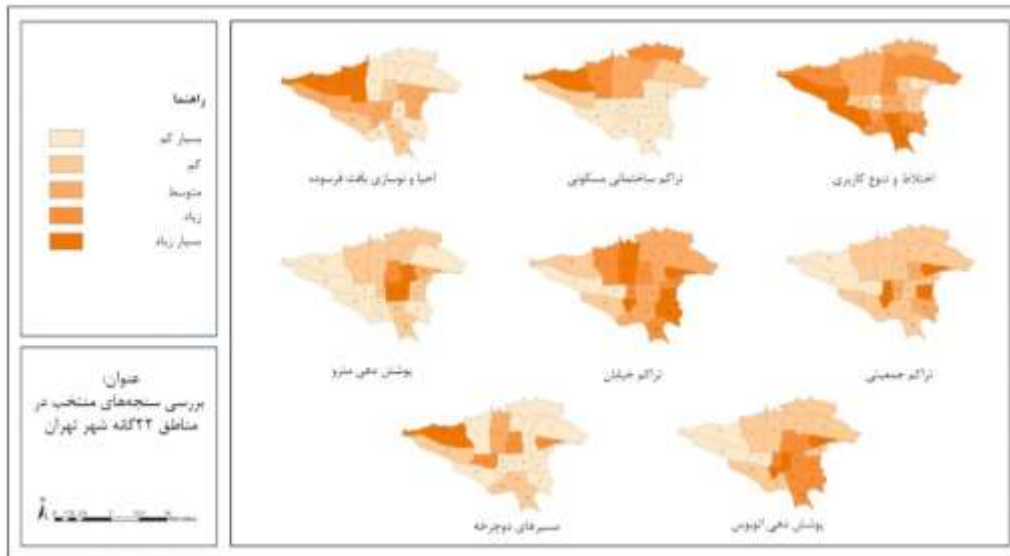 راهنما
بسیار کم
کم
متوسط
زیاد
بسیار زیاد
عنوان:
بررسی سنجه‌های منتخب در
مناطق ۲۲گانه شهر تهران
اختلاط و تنوع کاربری
تراکم ساختمانی مسکونی
احیا و نوسازی بافت فرسوده
تراکم جمعیتی
تراکم خیابان
پوشش دهی مترو
پوشش دهی اتوبوس
مسیرهای دوچرخه